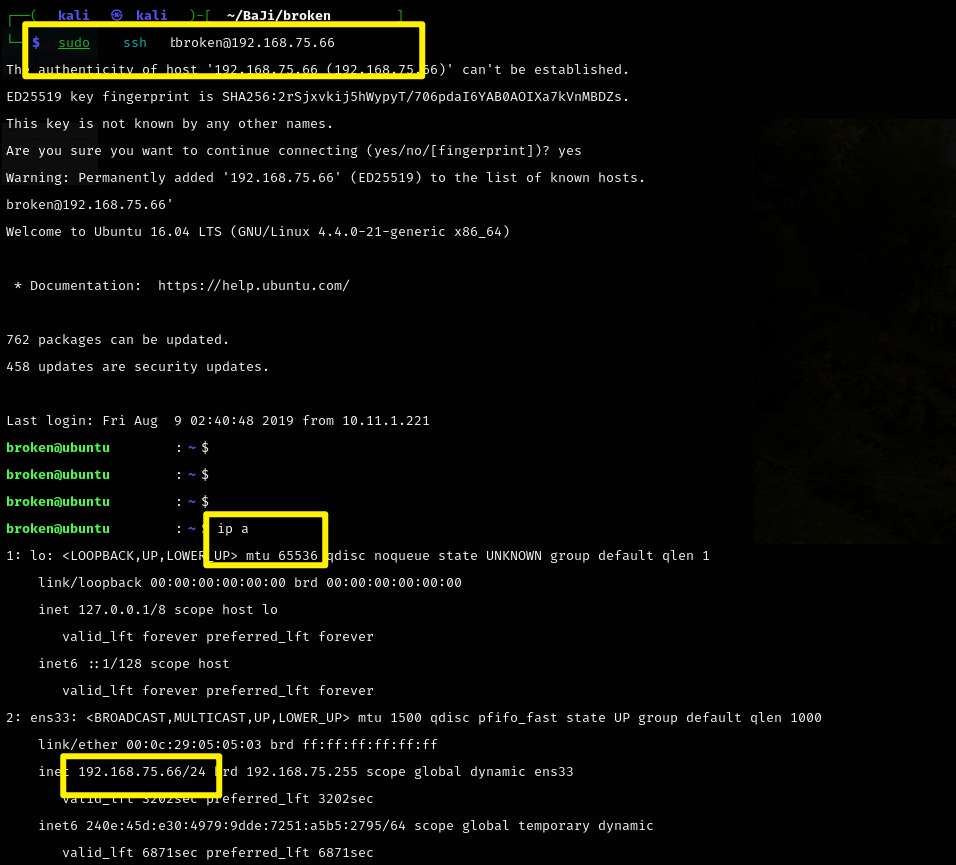 ┌──( kali ㉿ kali )-[ ~/BaJi/broken ]
└─$ sudo ssh broken@192.168.75.66
The authenticity of host '192.168.75.66 (192.168.75.66)' can't be established.
ED25519 key fingerprint is SHA256:2rSjxvkij5hWypyT/706pdaI6YAB0AOIXa7kVnMBDZs.
This key is not known by any other names.
Are you sure you want to continue connecting (yes/no/[fingerprint])? yes
Warning: Permanently added '192.168.75.66' (ED25519) to the list of known hosts.
broken@192.168.75.66'
Welcome to Ubuntu 16.04 LTS (GNU/Linux 4.4.0-21-generic x86_64)
* Documentation:  https://help.ubuntu.com/
762 packages can be updated.
458 updates are security updates.
Last login: Fri Aug  9 02:40:48 2019 from 10.11.1.221
broken@ubuntu : ~ $
broken@ubuntu : ~ $
broken@ubuntu : ~ $
broken@ubuntu : ~ $ ip a
1: lo: <LOOPBACK,UP,LOWER_UP> mtu 65536 qdisc noqueue state UNKNOWN group default qlen 1
link/loopback 00:00:00:00:00:00 brd 00:00:00:00:00:00
inet 127.0.0.1/8 scope host lo
valid_lft forever preferred_lft forever
inet6 ::1/128 scope host
valid_lft forever preferred_lft forever
2: ens33: <BROADCAST,MULTICAST,UP,LOWER_UP> mtu 1500 qdisc pfifo_fast state UP group default qlen 1000
link/ether 00:0c:29:05:05:03 brd ff:ff:ff:ff:ff:ff
inet 192.168.75.66/24 brd 192.168.75.255 scope global dynamic ens33
valid_lft 3202sec preferred_lft 3202sec
inet6 240e:45d:e30:4979:9dde:7251:a5b5:2795/64 scope global temporary dynamic
valid_lft 6871sec preferred_lft 6871sec